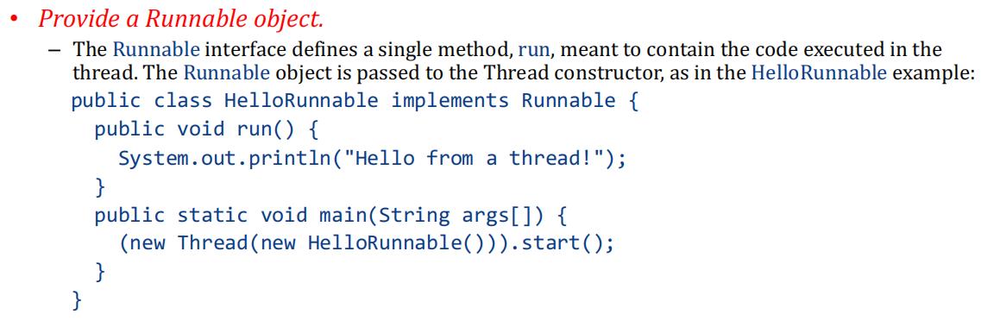 • Provide a Runnable object.
– The Runnable interface defines a single method, run, meant to contain the code executed in the
thread. The Runnable object is passed to the Thread constructor, as in the HelloRunnable example:
public class HelloRunnable implements Runnable {
  public void run() {
    System.out.println("Hello from a thread!");
  }
  public static void main(String args[]) {
    (new Thread(new HelloRunnable())).start();
  }
}